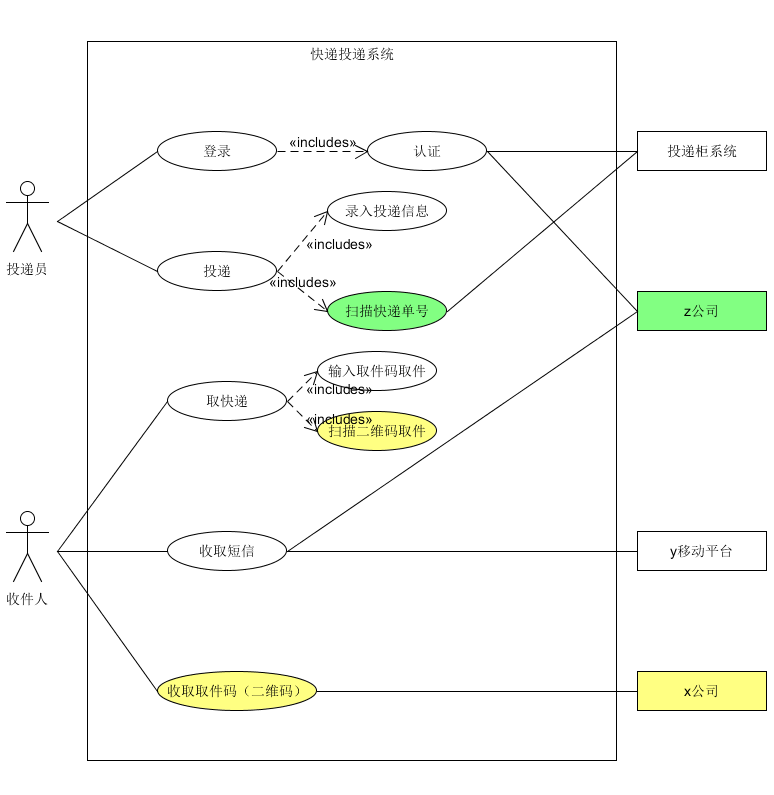 快递投递系统
登录
«includes»
认证
投递柜系统
录入投递信息
«includes»
投递员
投递
«includes»
扫描快递单号
z公司
输入取件码取件
«includes»
取快递
«includes»
扫描二维码取件
收取短信
y移动平台
收件人
收取取件码（二维码）
x公司